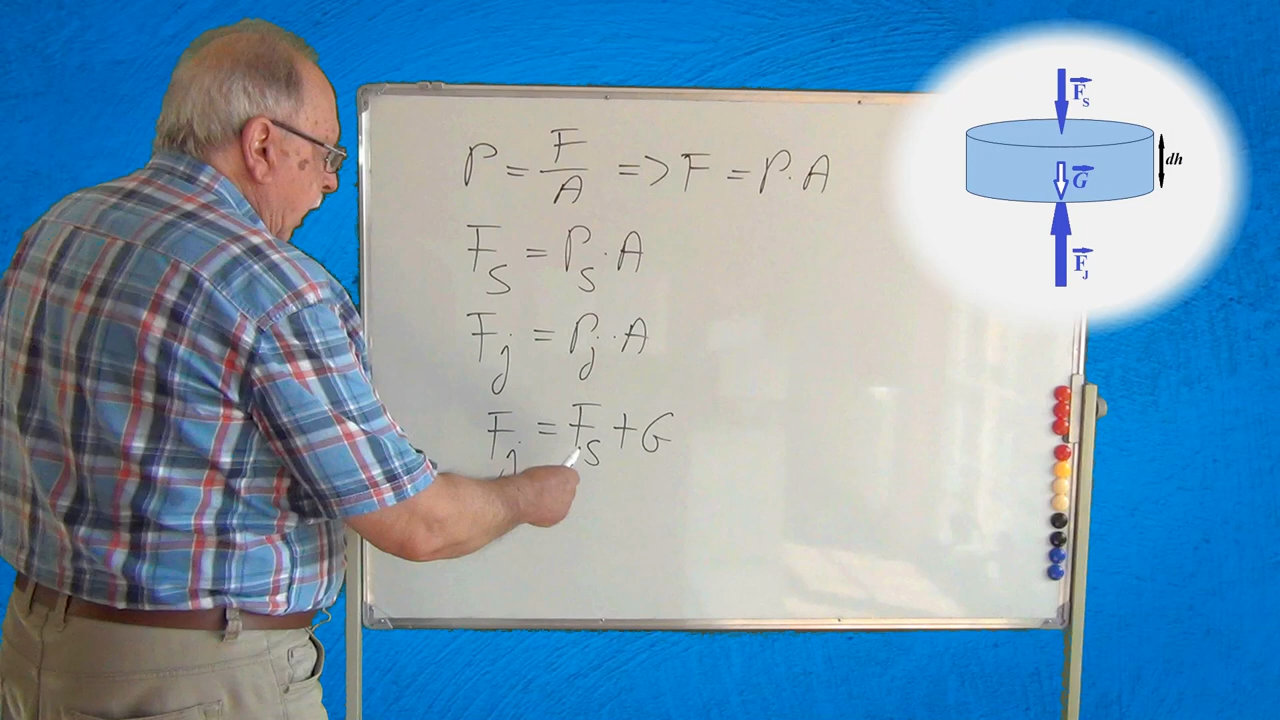 P = F/A => F = P·A
F_S = P_S·A
F_j = P_j·A
F_j = F_S + G
F_S
dh
G
F_J